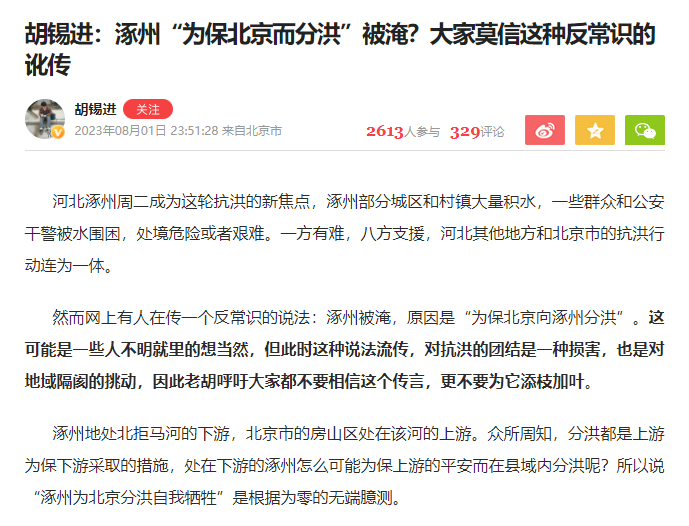 胡锡进：涿州“为保北京而分洪”被淹？大家莫信这种反常识的
讹传
胡锡进 关注
2023年08月01日 23:51:28 来自北京市
2613人参与 329评论
河北涿州周二成为这轮抗洪的新焦点，涿州部分城区和村镇大量积水，一些群众和公安
干警被水围困，处境危险或者艰难。一方有难，八方支援，河北其他地方和北京市的抗洪行
动连为一体。
然而网上有人在传一个反常识的说法：涿州被淹，原因是“为保北京向涿州分洪”。这
可能是一些人不明就里的想当然，但此时这种说法流传，对抗洪的团结是一种损害，也是对
地域隔阂的挑动，因此老胡呼吁大家都不要相信这个传言，更不要为它添枝加叶。
涿州地处北拒马河的下游，北京市的房山区处在该河的上游。众所周知，分洪都是上游
为保下游采取的措施，处在下游的涿州怎么可能为保上游的平安而在县域内分洪呢？所以说
“涿州为北京分洪自我牺牲”是根据为零的无端臆测。